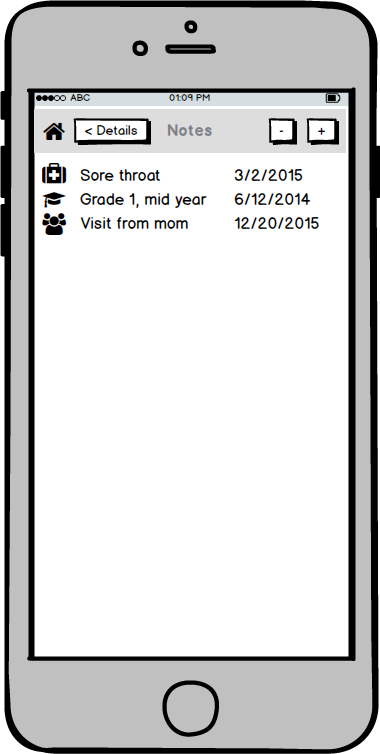 ABC 01:09 PM
< Details Notes - +
Sore throat 3/2/2015
Grade 1, mid year 6/12/2014
Visit from mom 12/20/2015